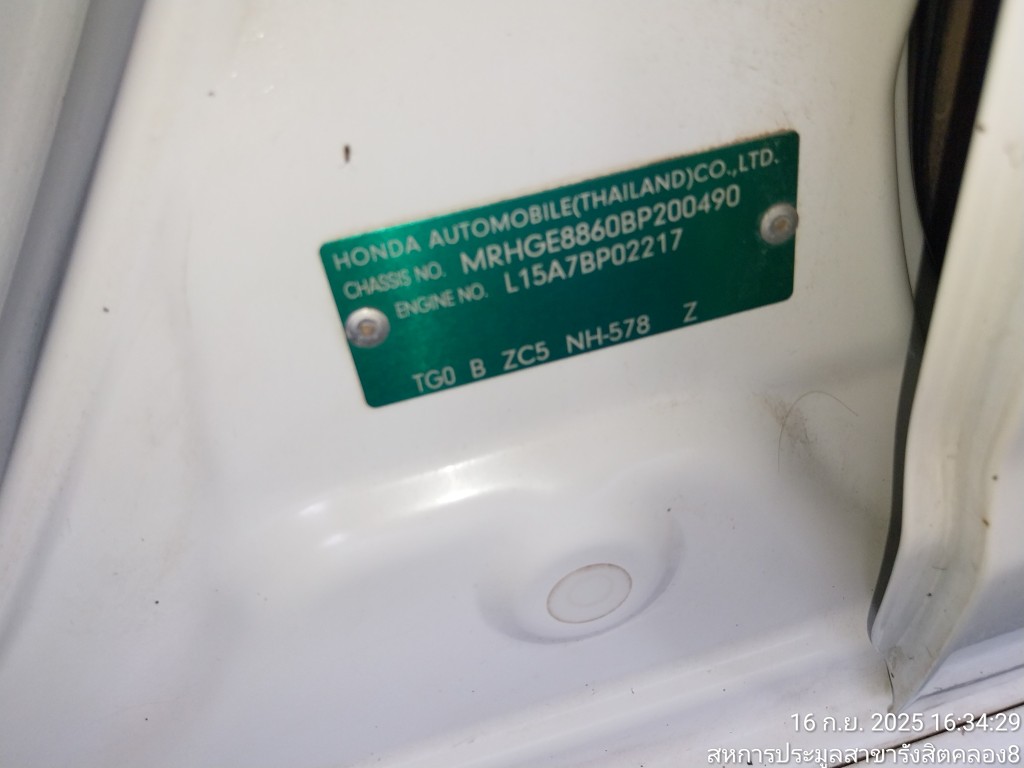 HONDA AUTOMOBILE(THAILAND)CO.,LTD.
CHASSIS NO. MRHGE8860BP200490
ENGINE NO. L15A7BP02217
TG0 B ZC5 NH-578 Z
16 ก.ย. 2025 16:34:29
สหการประมูลสาขารังสิตคลอง8